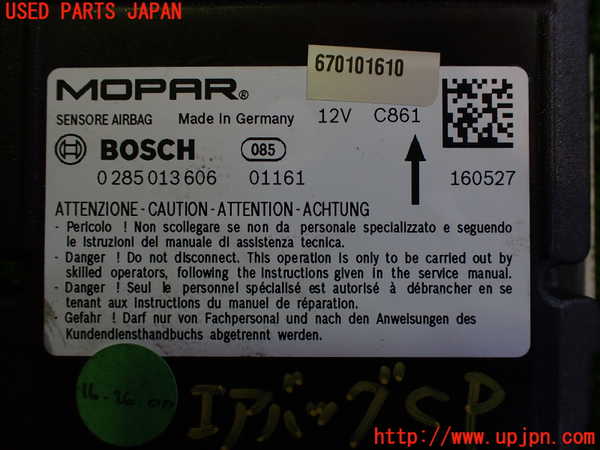 USED PARTS JAPAN
670101610
MOPAR®
SENSORE AIRBAG Made In Germany 12V C861
BOSCH 085
0 285 013 606 01161 160527
ATTENZIONE - CAUTION - ATTENTION - ACHTUNG
- Pericolo ! Non scollegare se non da personale specializzato e seguendo
le istruzioni del manuale di assistenza tecnica.
- Danger ! Do not disconnect. This operation is only to be carried out by
skilled operators, following the instructions given in the service manual.
- Danger ! Seul le personnel spécialisé est autorisé à débrancher en se
tenant aux instructions du manuel de réparation.
- Gefahr ! Darf nur von Fachpersonal und nach den Anweisungen des
Kundendiensthandbuchs abgetrennt werden.
エアバッグSP
http://www.upjpn.com/